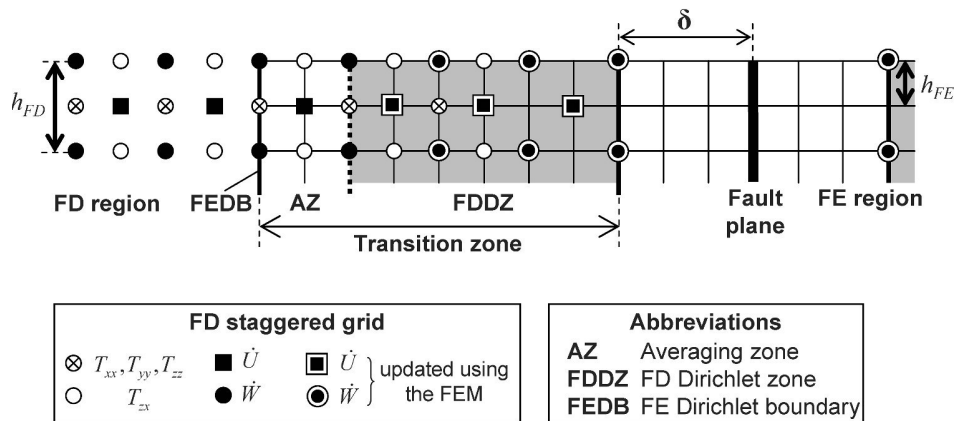 δ
h_FD
h_FE
FD region FEDB AZ FDDZ Fault plane FE region
Transition zone
FD staggered grid
T_xx, T_yy, T_zz U̇ U̇
T_zx Ẇ Ẇ
updated using
the FEM
Abbreviations
AZ Averaging zone
FDDZ FD Dirichlet zone
FEDB FE Dirichlet boundary